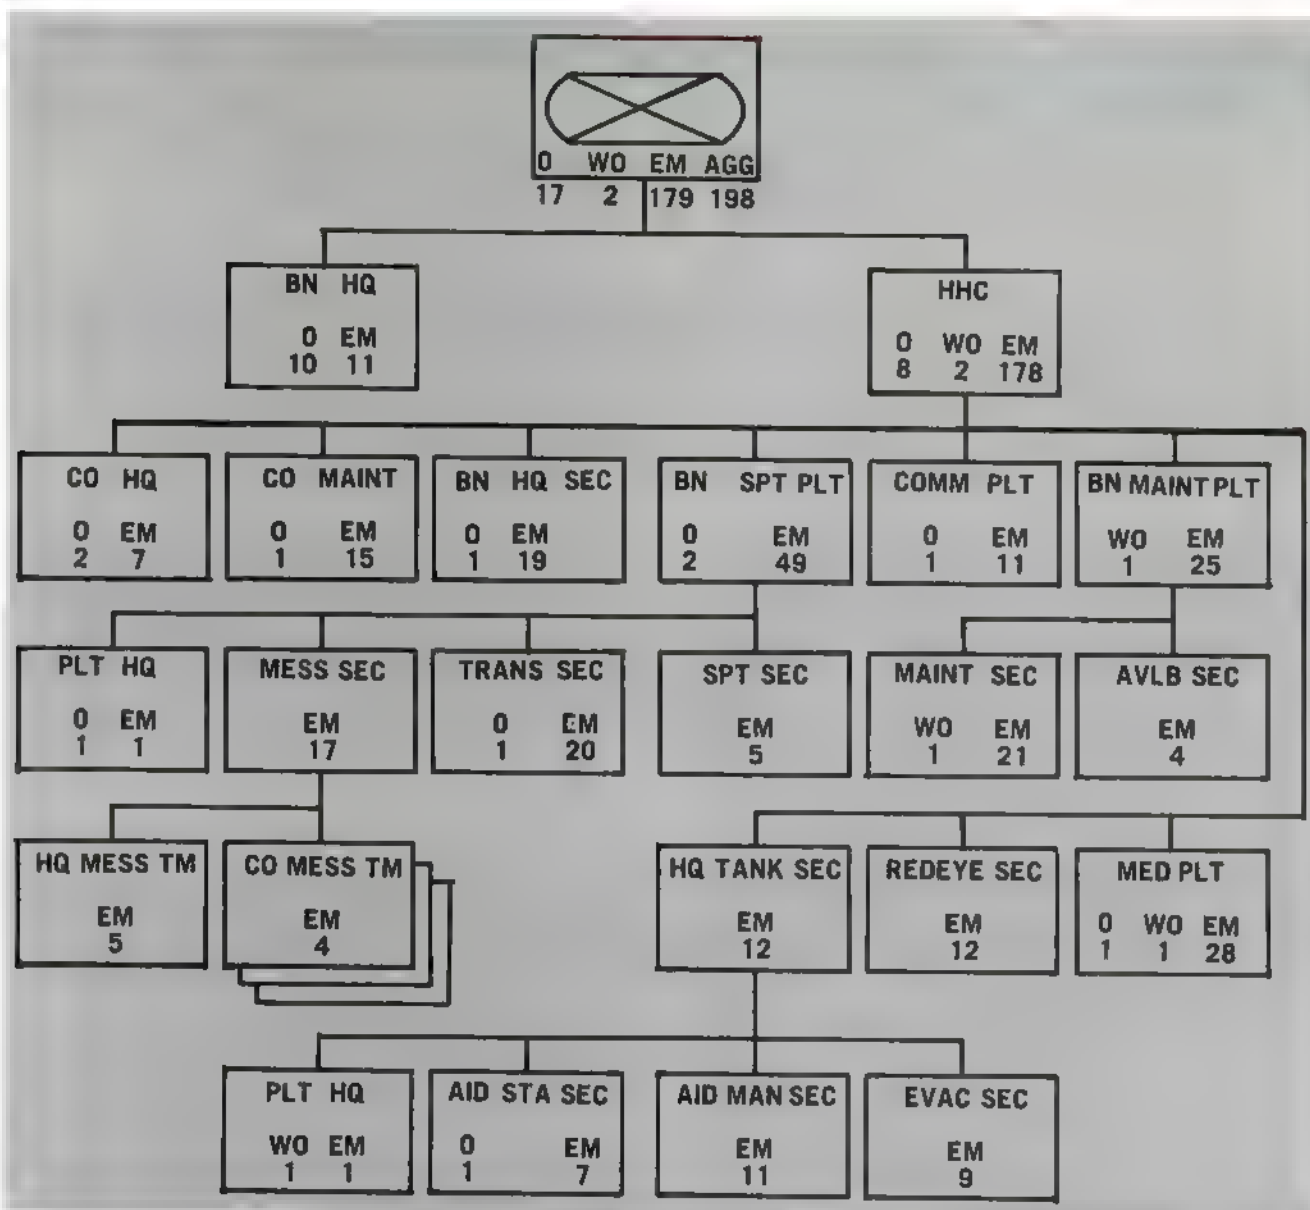 O WO EM AGG
17 2 179 198
BN HQ
O EM
10 11
HHC
O WO EM
8 2 178
CO HQ
O EM
2 7
CO MAINT
O EM
1 15
BN HQ SEC
O EM
1 19
BN SPT PLT
O EM
2 49
COMM PLT
O EM
1 11
BN MAINT PLT
WO EM
1 25
PLT HQ
O EM
1 1
MESS SEC
EM
17
TRANS SEC
O EM
1 20
SPT SEC
EM
5
MAINT SEC
WO EM
1 21
AVLB SEC
EM
4
HQ MESS TM
EM
5
CO MESS TM
EM
4
HQ TANK SEC
EM
12
REDEYE SEC
EM
12
MED PLT
O WO EM
1 1 28
PLT HQ
WO EM
1 1
AID STA SEC
O EM
1 7
AID MAN SEC
EM
11
EVAC SEC
EM
9